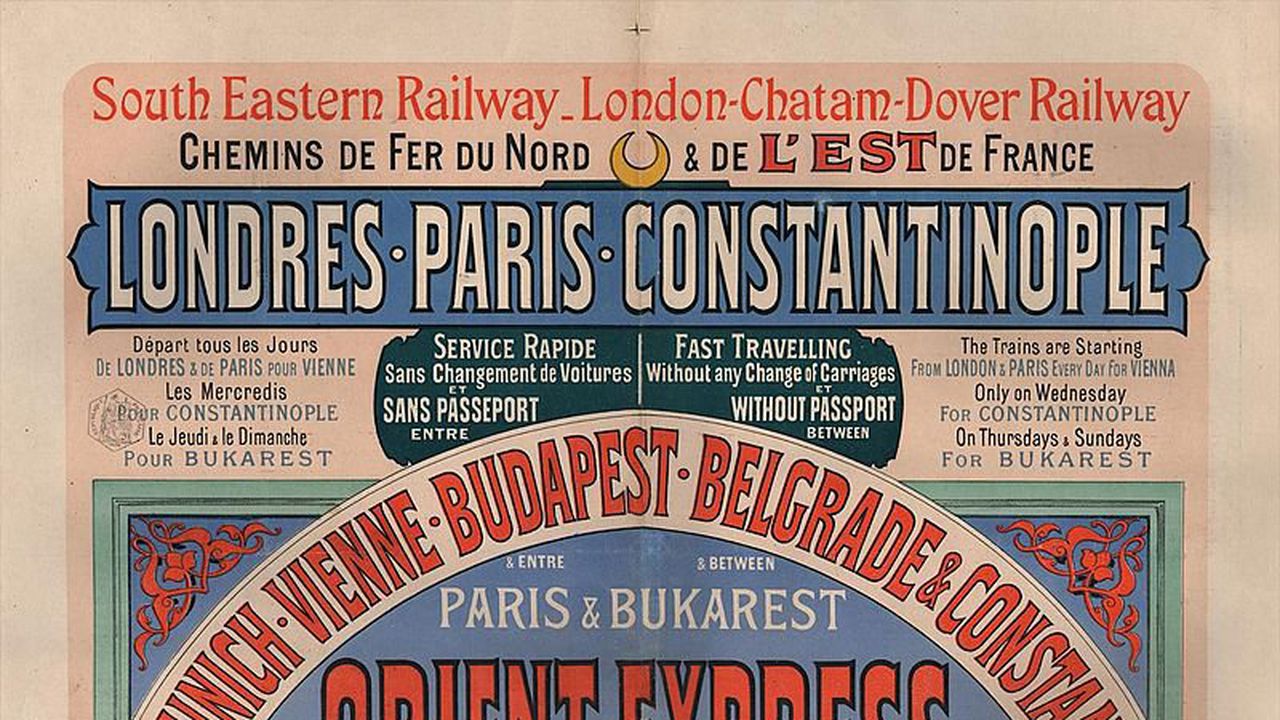 South Eastern Railway_London-Chatam-Dover Railway
CHEMINS DE FER DU NORD & DE L'EST DE FRANCE
LONDRES · PARIS · CONSTANTINOPLE
Départ tous les Jours
DE LONDRES & DE PARIS POUR VIENNE
Les Mercredis
POUR CONSTANTINOPLE
Le Jeudi & le Dimanche
POUR BUKAREST
SERVICE RAPIDE
Sans Changement de Voitures
ET
SANS PASSEPORT
ENTRE
FAST TRAVELLING
Without any Change of Carriages
ET
WITHOUT PASSPORT
BETWEEN
The Trains are Starting
FROM LONDON & PARIS EVERY DAY FOR VIENNA
Only on Wednesday
FOR CONSTANTINOPLE
On Thursdays & Sundays
FOR BUKAREST
VIENNE · BUDAPEST · BELGRADE &
& ENTRE
& BETWEEN
PARIS & BUKAREST
ORIENT EXPRESS